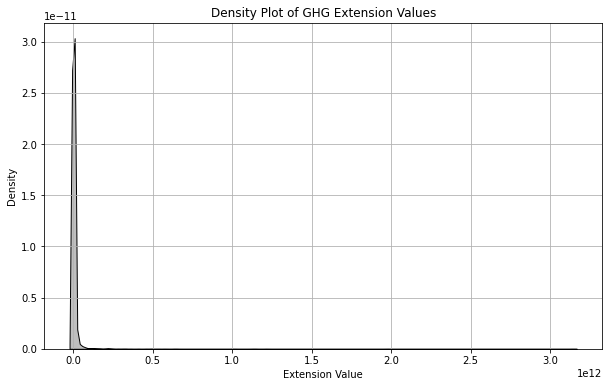 Density Plot of GHG Extension Values
1e−11
3.0
2.5
2.0
1.5
1.0
0.5
0.0
Density
0.0 0.5 1.0 1.5 2.0 2.5 3.0
1e12
Extension Value